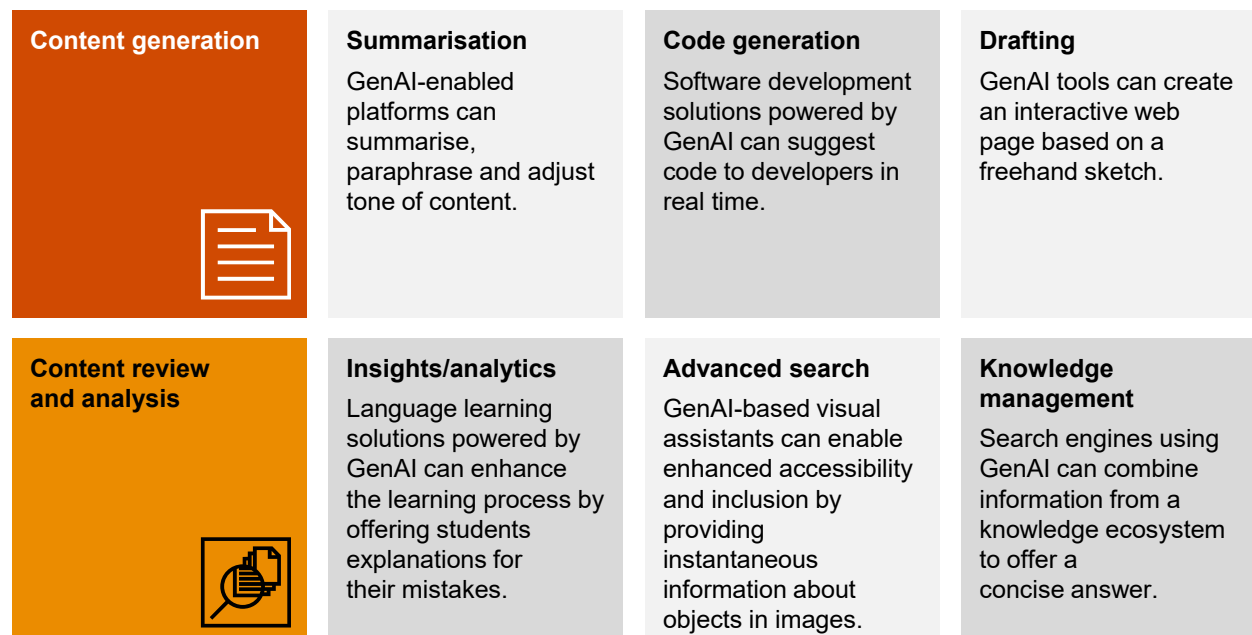 Content generation
Summarisation
GenAI-enabled
platforms can
summarise,
paraphrase and adjust
tone of content.
Code generation
Software development
solutions powered by
GenAI can suggest
code to developers in
real time.
Drafting
GenAI tools can create
an interactive web
page based on a
freehand sketch.
Content review
and analysis
Insights/analytics
Language learning
solutions powered by
GenAI can enhance
the learning process by
offering students
explanations for
their mistakes.
Advanced search
GenAI-based visual
assistants can enable
enhanced accessibility
and inclusion by
providing
instantaneous
information about
objects in images.
Knowledge
management
Search engines using
GenAI can combine
information from a
knowledge ecosystem
to offer a
concise answer.